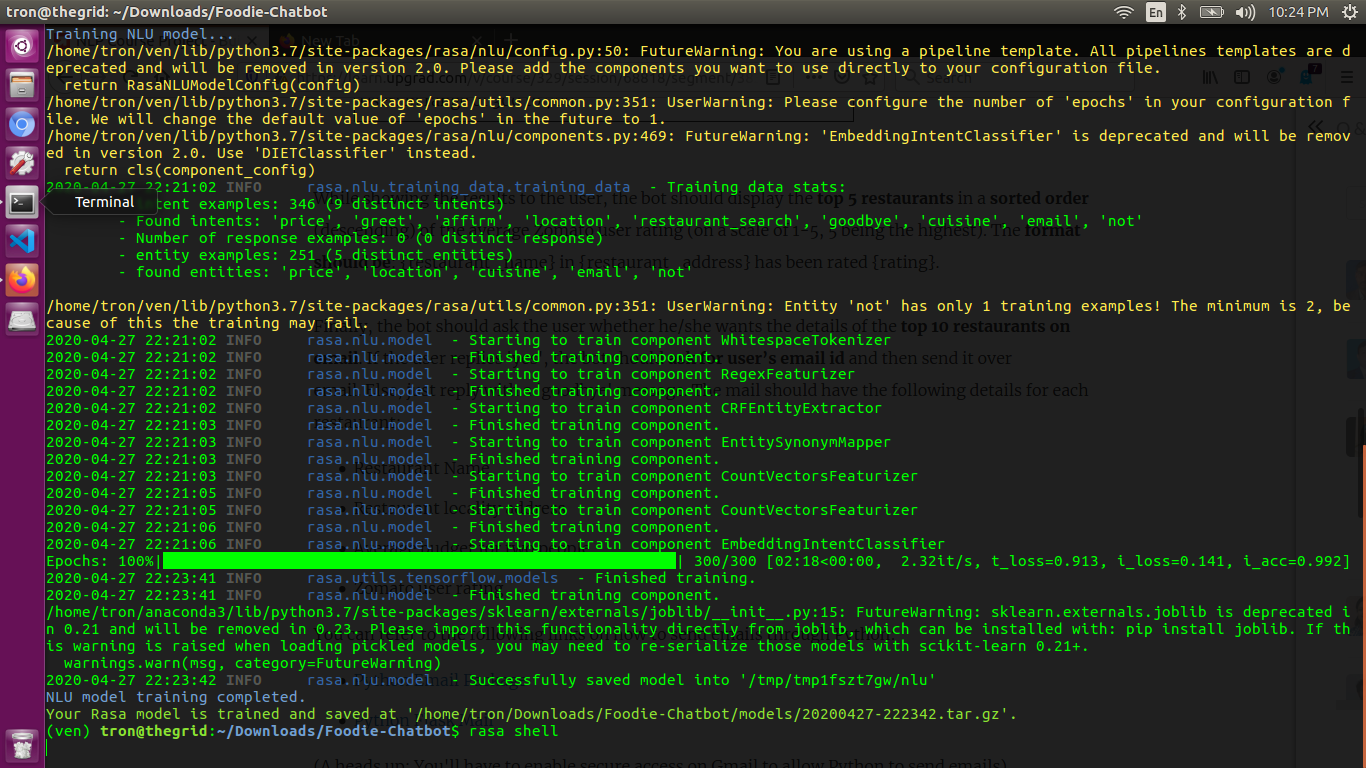 tron@thegrid: ~/Downloads/Foodie-Chatbot
En
10:24 PM
Training NLU model...
/home/tron/ven/lib/python3.7/site-packages/rasa/nlu/config.py:50: FutureWarning: You are using a pipeline template. All pipelines templates are d
eprecated and will be removed in version 2.0. Please add the components you want to use directly to your configuration file.
return RasaNLUModelConfig(config)
/home/tron/ven/lib/python3.7/site-packages/rasa/utils/common.py:351: UserWarning: Please configure the number of 'epochs' in your configuration f
ile. We will change the default value of 'epochs' in the future to 1.
/home/tron/ven/lib/python3.7/site-packages/rasa/nlu/components.py:469: FutureWarning: 'EmbeddingIntentClassifier' is deprecated and will be remov
ed in version 2.0. Use 'DIETClassifier' instead.
return cls(component_config)
2020-04-27 22:21:02 INFO rasa.nlu.training_data.training_data - Training data stats:
Terminal
examples: 346 (9 distinct intents)
- Found intents: 'price', 'greet', 'affirm', 'location', 'restaurant_search', 'goodbye', 'cuisine', 'email', 'not'
- Number of response examples: 0 (0 distinct response)
- entity examples: 251 (5 distinct entities)
- found entities: 'price', 'location', 'cuisine', 'email', 'not'
/home/tron/ven/lib/python3.7/site-packages/rasa/utils/common.py:351: UserWarning: Entity 'not' has only 1 training examples! The minimum is 2, be
cause of this the training may fail.
2020-04-27 22:21:02 INFO rasa.nlu.model - Starting to train component WhitespaceTokenizer
2020-04-27 22:21:02 INFO rasa.nlu.model - Finished training component.
2020-04-27 22:21:02 INFO rasa.nlu.model - Starting to train component RegexFeaturizer
2020-04-27 22:21:02 INFO rasa.nlu.model - Finished training component.
2020-04-27 22:21:02 INFO rasa.nlu.model - Starting to train component CRFEntityExtractor
2020-04-27 22:21:03 INFO rasa.nlu.model - Finished training component.
2020-04-27 22:21:03 INFO rasa.nlu.model - Starting to train component EntitySynonymMapper
2020-04-27 22:21:03 INFO rasa.nlu.model - Finished training component.
2020-04-27 22:21:03 INFO rasa.nlu.model - Starting to train component CountVectorsFeaturizer
2020-04-27 22:21:05 INFO rasa.nlu.model - Finished training component.
2020-04-27 22:21:05 INFO rasa.nlu.model - Starting to train component CountVectorsFeaturizer
2020-04-27 22:21:06 INFO rasa.nlu.model - Finished training component.
2020-04-27 22:21:06 INFO rasa.nlu.model - Starting to train component EmbeddingIntentClassifier
Epochs: 100%| | 300/300 [02:18<00:00, 2.32it/s, t_loss=0.913, i_loss=0.141, i_acc=0.992]
2020-04-27 22:23:41 INFO rasa.utils.tensorflow.models - Finished training.
2020-04-27 22:23:41 INFO rasa.nlu.model - Finished training component.
/home/tron/anaconda3/lib/python3.7/site-packages/sklearn/externals/joblib/__init__.py:15: FutureWarning: sklearn.externals.joblib is deprecated i
n 0.21 and will be removed in 0.23. Please import this functionality directly from joblib, which can be installed with: pip install joblib. If th
is warning is raised when loading pickled models, you may need to re-serialize those models with scikit-learn 0.21+.
warnings.warn(msg, category=FutureWarning)
2020-04-27 22:23:42 INFO rasa.nlu.model - Successfully saved model into '/tmp/tmp1fszt7gw/nlu'
NLU model training completed.
Your Rasa model is trained and saved at '/home/tron/Downloads/Foodie-Chatbot/models/20200427-222342.tar.gz'.
(ven) tron@thegrid:~/Downloads/Foodie-Chatbot$ rasa shell
(A heads up: You'll have to enable secure access on Gmail to allow Python to send emails)